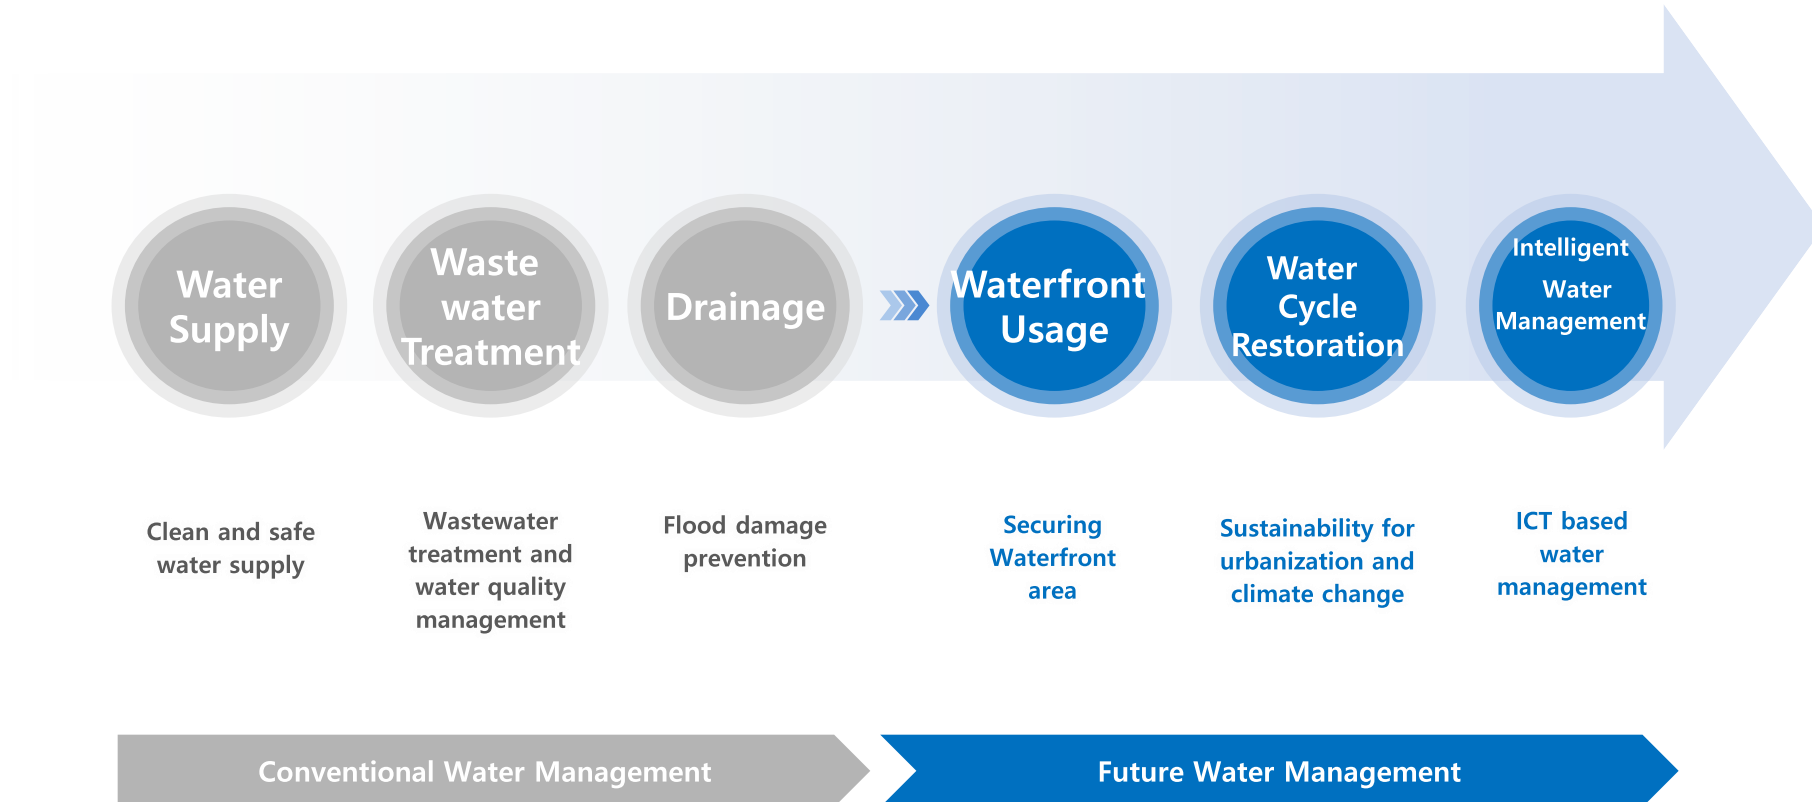 Water
Supply
Waste
water
Treatment
Drainage
Waterfront
Usage
Water
Cycle
Restoration
Intelligent
Water
Management
Clean and safe
water supply
Wastewater
treatment and
water quality
management
Flood damage
prevention
Securing
Waterfront
area
Sustainability for
urbanization and
climate change
ICT based
water
management
Conventional Water Management
Future Water Management